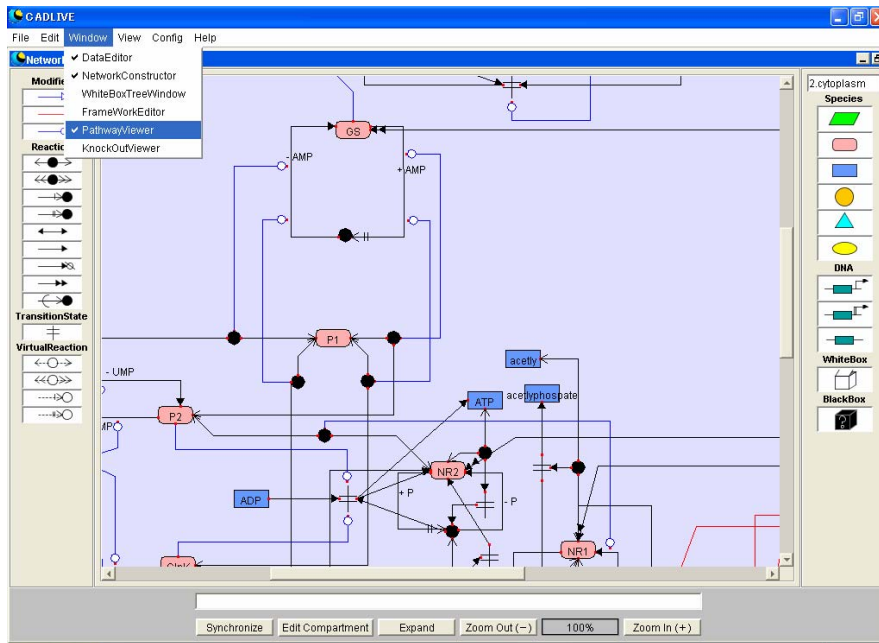 CADLIVE
File Edit Window View Config Help
DataEditor
NetworkConstructor
WhiteBoxTreeWindow
FrameWorkEditor
PathwayViewer
KnockOutViewer
TransitionState
VirtualReaction
GS
- AMP
+ AMP
P1
- UMP
P2
acetly
ATP
acetlyphospate
NR2
+ P
- P
ADP
NR1
2.cytoplasm
Species
DNA
WhiteBox
BlackBox
Synchronize Edit Compartment Expand Zoom Out (-) 100% Zoom In (+)